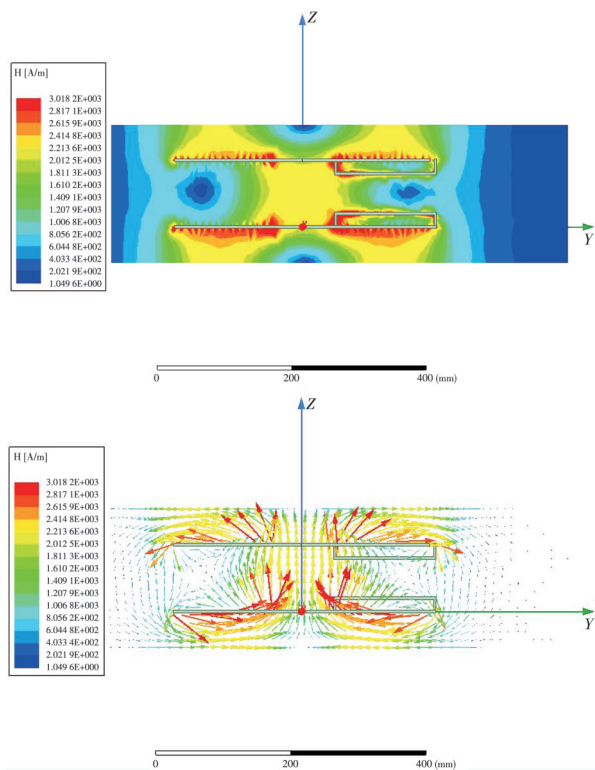 Z
H [A/m]
3.018 2E+003
2.817 1E+003
2.615 9E+003
2.414 8E+003
2.213 6E+003
2.012 5E+003
1.811 3E+003
1.610 2E+003
1.409 1E+003
1.207 9E+003
1.006 8E+003
8.056 2E+002
6.044 8E+002
4.033 4E+002
2.021 9E+002
1.049 6E+000
Y
0 200 400 (mm)
Z
H [A/m]
3.018 2E+003
2.817 1E+003
2.615 9E+003
2.414 8E+003
2.213 6E+003
2.012 5E+003
1.811 3E+003
1.610 2E+003
1.409 1E+003
1.207 9E+003
1.006 8E+003
8.056 2E+002
6.044 8E+002
4.033 4E+002
2.021 9E+002
1.049 6E+000
Y
0 200 400 (mm)